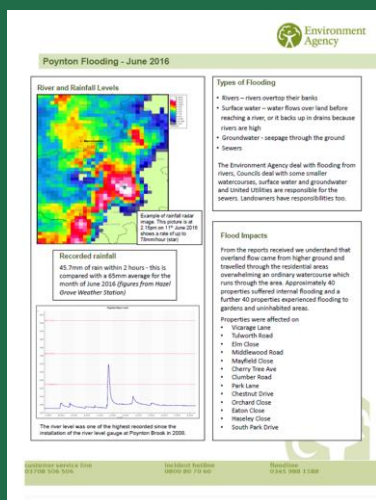 Environment
Agency
Poynton Flooding - June 2016
River and Rainfall Levels
Example of rainfall radar
image. This picture is at
2.15pm on 11th June 2016
shows a rate of up to
78mm/hour (star)
Recorded rainfall
45.7mm of rain within 2 hours - this is
compared with a 65mm average for the
month of June 2016 (figures from Hazel
Grove Weather Station)
The river level was one of the highest recorded since the
installation of the river level gauge at Poynton Brook in 2006.
Types of Flooding
• Rivers – rivers overtop their banks
• Surface water – water flows over land before
reaching a river, or it backs up in drains because
rivers are high
• Groundwater - seepage through the ground
• Sewers
The Environment Agency deal with flooding from
rivers, Councils deal with some smaller
watercourses, surface water and groundwater
and United Utilities are responsible for the
sewers. Landowners have responsibilities too.
Flood Impacts
From the reports received we understand that
overland flow came from higher ground and
travelled through the residential areas
overwhelming an ordinary watercourse which
runs through the area. Approximately 40
properties suffered internal flooding and a
further 40 properties experienced flooding to
gardens and uninhabited areas.
Properties were affected on
• Vicarage Lane
• Tulworth Road
• Elm Close
• Middlewood Road
• Mayfield Close
• Cherry Tree Ave
• Clumber Road
• Park Lane
• Chestnut Drive
• Orchard Close
• Eaton Close
• Haseley Close
• South Park Drive
customer service line
03708 506 506
incident hotline
0800 80 70 60
floodline
0345 988 1188